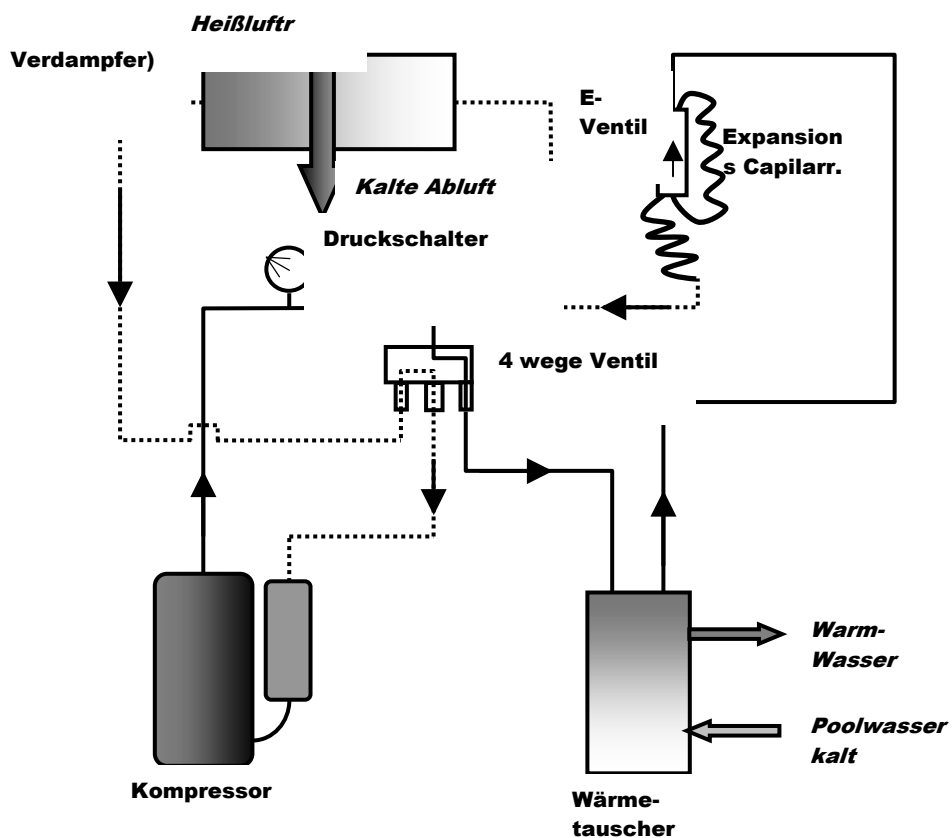 Heißluftr
Verdampfer)
E-
Ventil
Expansion
s Capilarr.
Kalte Abluft
Druckschalter
4 wege Ventil
Warm-
Wasser
Poolwasser
kalt
Kompressor
Wärme-
tauscher